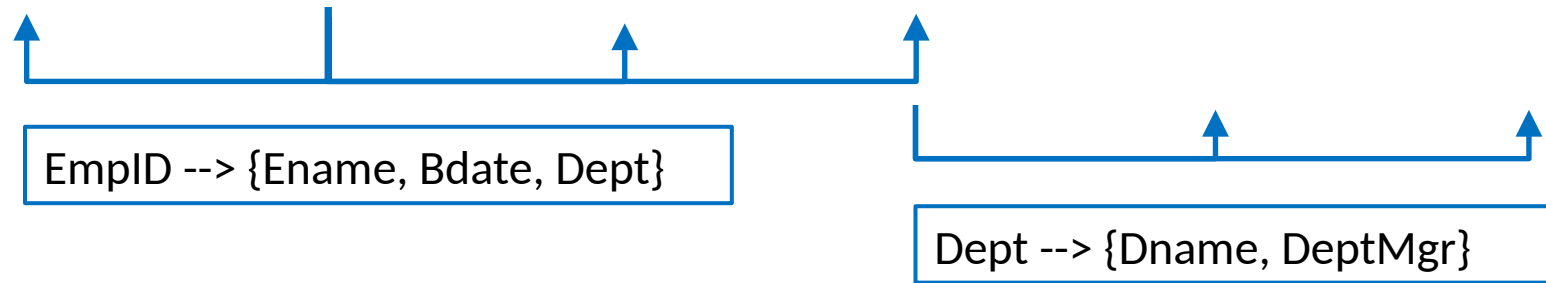 EmpID --> {Ename, Bdate, Dept}
Dept --> {Dname, DeptMgr}